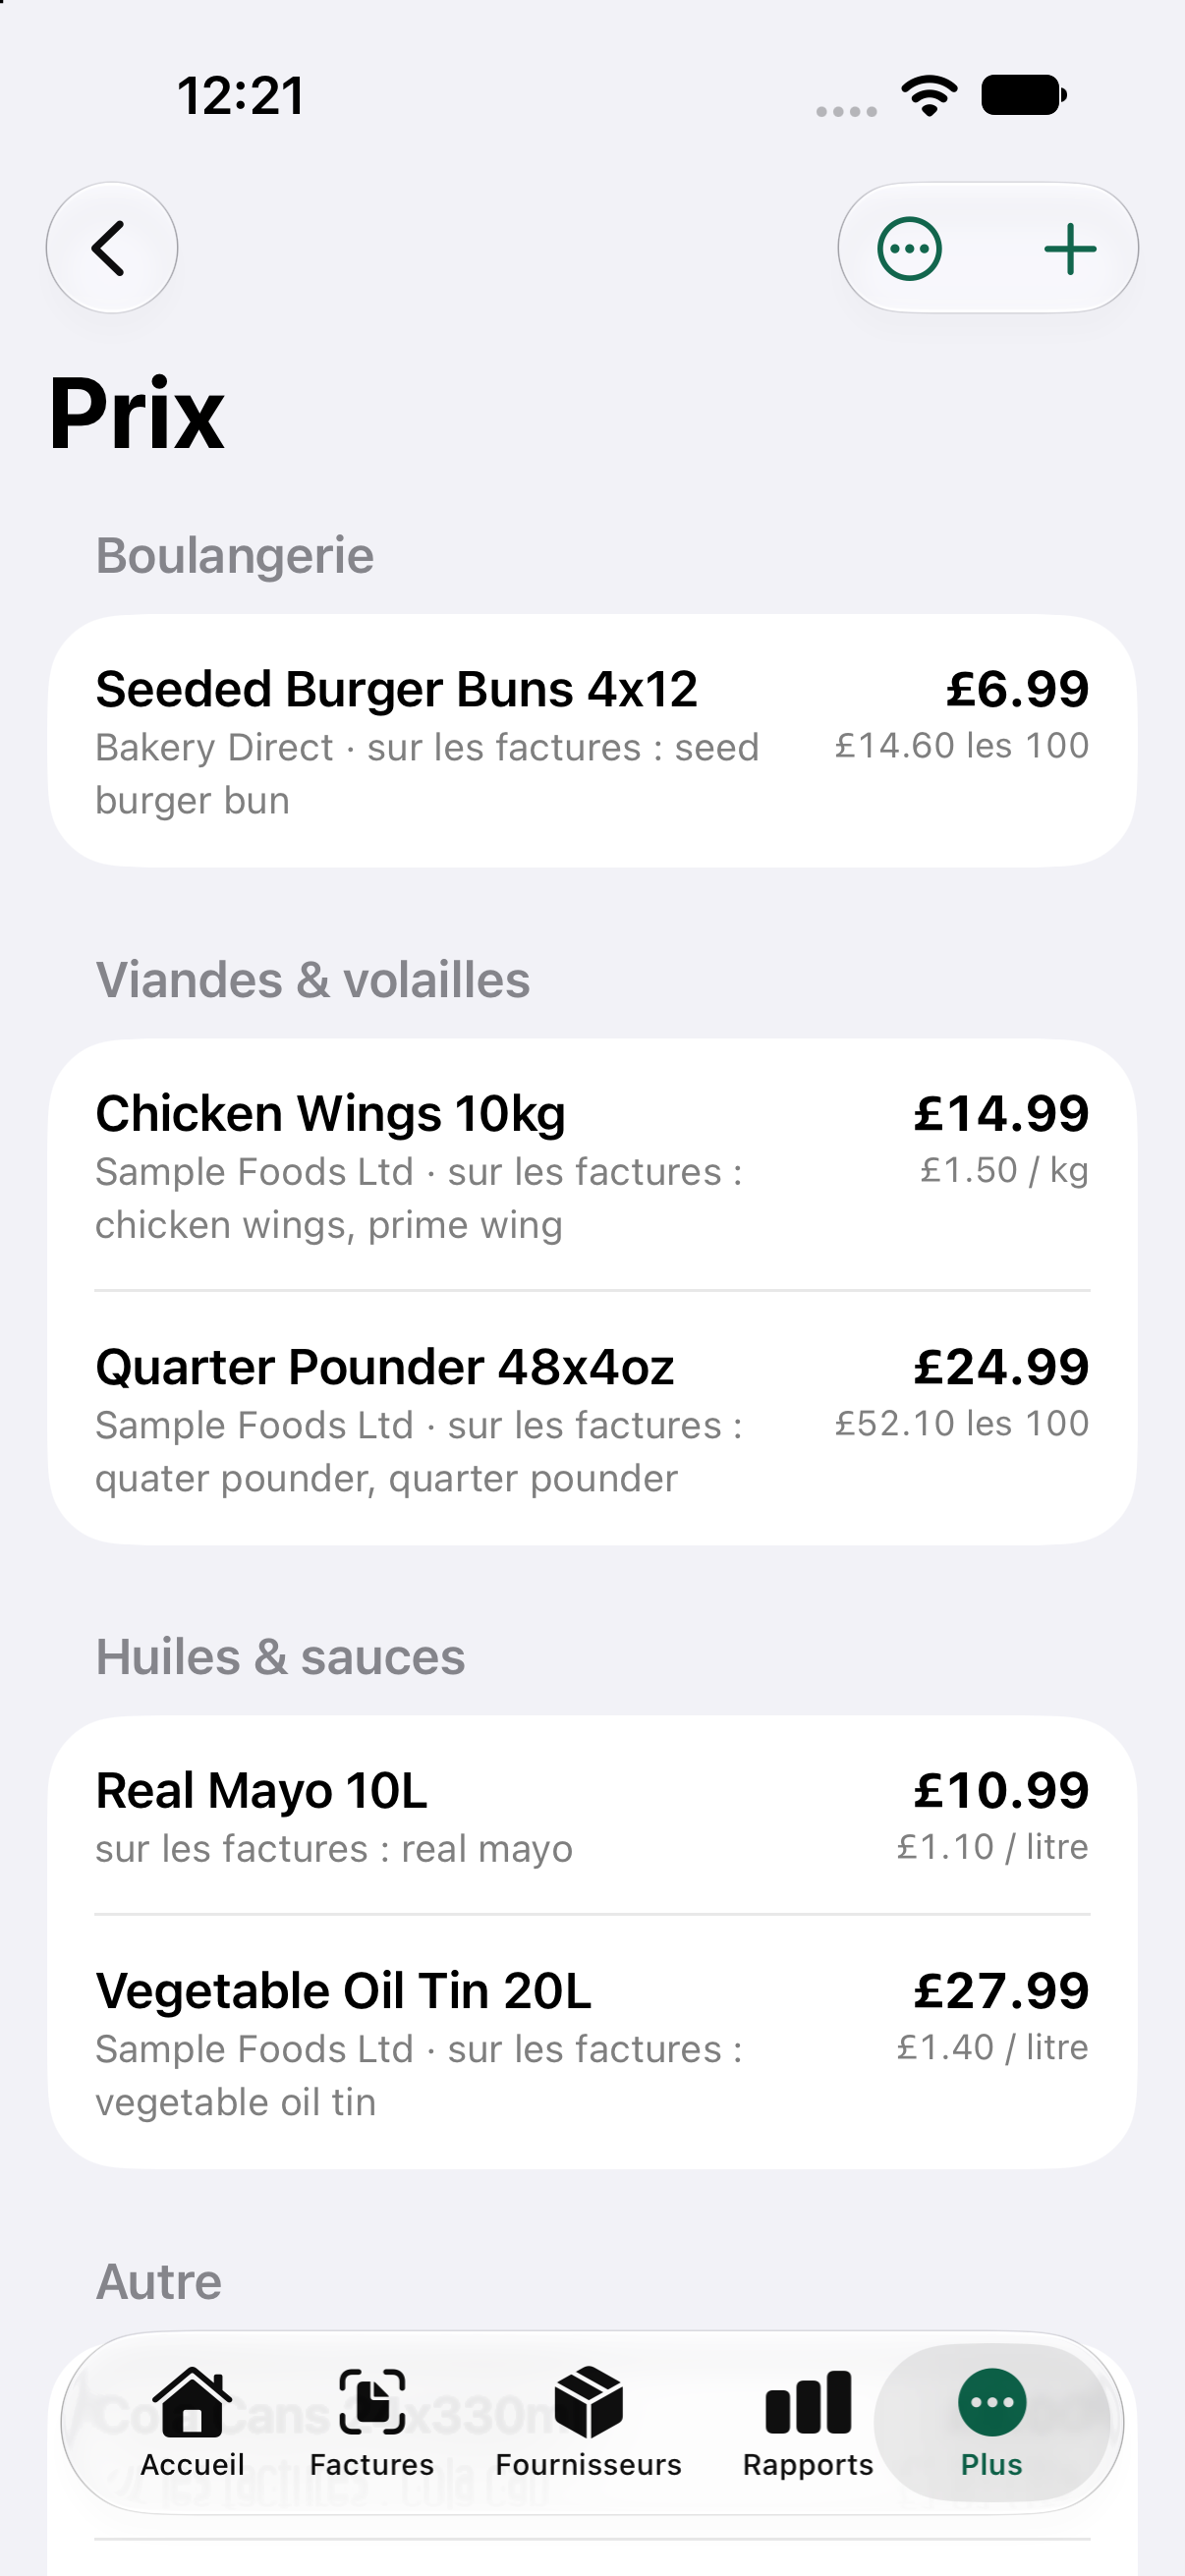 12:21
Prix
Boulangerie
Seeded Burger Buns 4x12
£6.99
Bakery Direct · sur les factures : seed
burger bun
£14.60 les 100
Viandes & volailles
Chicken Wings 10kg
£14.99
Sample Foods Ltd · sur les factures :
chicken wings, prime wing
£1.50 / kg
Quarter Pounder 48x4oz
£24.99
Sample Foods Ltd · sur les factures :
quater pounder, quarter pounder
£52.10 les 100
Huiles & sauces
Real Mayo 10L
£10.99
sur les factures : real mayo
£1.10 / litre
Vegetable Oil Tin 20L
£27.99
Sample Foods Ltd · sur les factures :
vegetable oil tin
£1.40 / litre
Autre
Accueil
Factures
Fournisseurs
Rapports
Plus